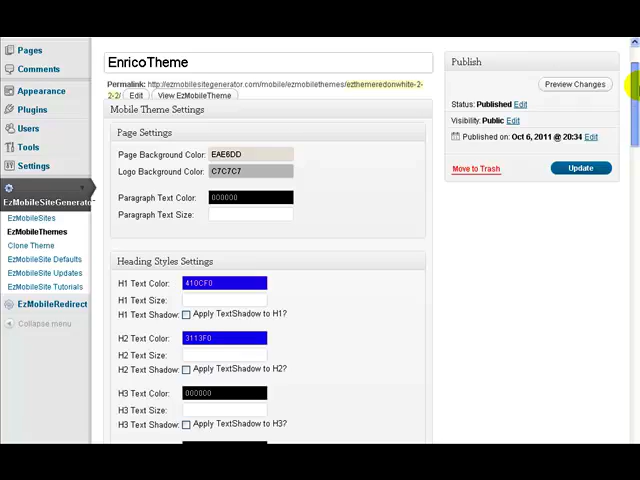 Pages
Comments
Appearance
Plugins
Users
Tools
Settings
EzMobileSiteGenerator
EzMobileSites
EzMobileThemes
Clone Theme
EzMobileSite Defaults
EzMobileSite Updates
EzMobileSite Tutorials
EzMobileRedirect
Collapse menu
EnricoTheme
Permalink: http://ezmobilesitegenerator.com/mobile/ezmobilethemes/ezthemeredonwhite-2-
2-2/ Edit View EzMobileTheme
Mobile Theme Settings
Page Settings
Page Background Color: EAE6DD
Logo Background Color: C7C7C7
Paragraph Text Color: 000000
Paragraph Text Size:
Heading Styles Settings
H1 Text Color: 410CF0
H1 Text Size:
H1 Text Shadow: Apply TextShadow to H1?
H2 Text Color: 3113F0
H2 Text Size:
H2 Text Shadow: Apply TextShadow to H2?
H3 Text Color: 000000
H3 Text Size:
H3 Text Shadow: Apply TextShadow to H3?
Publish
Preview Changes
Status: Published Edit
Visibility: Public Edit
Published on: Oct 6, 2011 @ 20:34 Edit
Move to Trash
Update